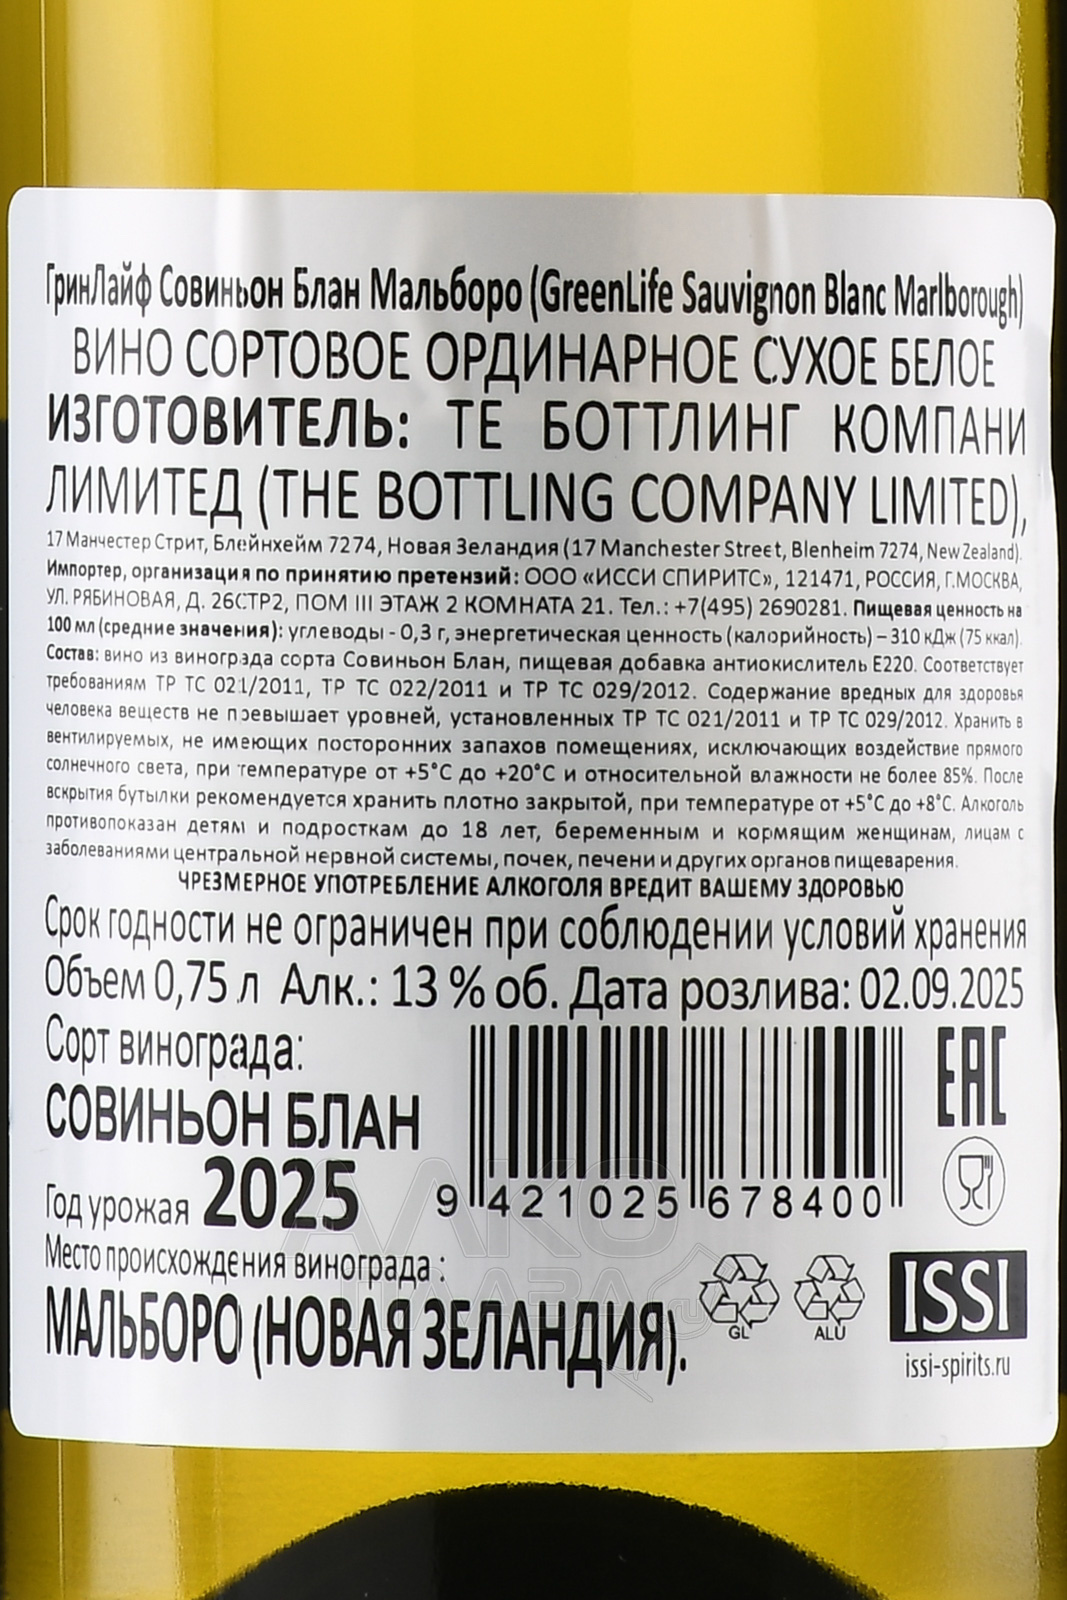 ГринЛайф Совиньон Блан Мальборо (GreenLife Sauvignon Blanc Marlborough)
ВИНО СОРТОВОЕ ОРДИНАРНОЕ СУХОЕ БЕЛОЕ
ИЗГОТОВИТЕЛЬ: ТЕ БОТТЛИНГ КОМПАНИ
ЛИМИТЕД (THE BOTTLING COMPANY LIMITED),
17 Манчестер Стрит, Блейнхейм 7274, Новая Зеландия (17 Manchester Street, Blenheim 7274, New Zealand).
Импортер, организация по принятию претензий: ООО «ИССИ СПИРИТС», 121471, РОССИЯ, Г.МОСКВА,
УЛ. РЯБИНОВАЯ, Д. 26СТР2, ПОМ III ЭТАЖ 2 КОМНАТА 21. Тел.: +7(495) 2690281. Пищевая ценность на
100 мл (средние значения): углеводы - 0,3 г, энергетическая ценность (калорийность) – 310 кДж (75 ккал).
Состав: вино из винограда сорта Совиньон Блан, пищевая добавка антиокислитель Е220. Соответствует
требованиям ТР ТС 021/2011, ТР ТС 022/2011 и ТР ТС 029/2012. Содержание вредных для здоровья
человека веществ не превышает уровней, установленных ТР ТС 021/2011 и ТР ТС 029/2012. Хранить в
вентилируемых, не имеющих посторонних запахов помещениях, исключающих воздействие прямого
солнечного света, при температуре от +5°С до +20°С и относительной влажности не более 85%. После
вскрытия бутылки рекомендуется хранить плотно закрытой, при температуре от +5°С до +8°С. Алкоголь
противопоказан детям и подросткам до 18 лет, беременным и кормящим женщинам, лицам с
заболеваниями центральной нервной системы, почек, печени и других органов пищеварения.
ЧРЕЗМЕРНОЕ УПОТРЕБЛЕНИЕ АЛКОГОЛЯ ВРЕДИТ ВАШЕМУ ЗДОРОВЬЮ
Срок годности не ограничен при соблюдении условий хранения
Объем 0,75 л Алк.: 13 % об. Дата розлива: 02.09.2025
Сорт винограда:
СОВИНЬОН БЛАН
Год урожая 2025
Место происхождения винограда :
МАЛЬБОРО (НОВАЯ ЗЕЛАНДИЯ).
9 421025 678400
EAC
GL
ALU
ISSI
issi-spirits.ru
АЛКО
ПЛАЗА
.ru